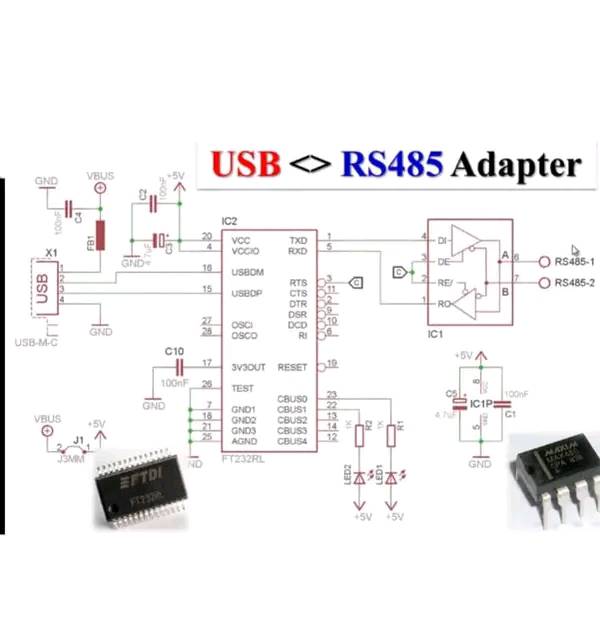 USB <> RS485 Adapter
GND
VBUS
C4
100nF
FB1
X1
USB
1
2
3
4
USB-M-C
GND
C2
100nF
+5V
C3
GND
IC2
20
4
16
15
27
28
17
26
7
18
21
25
VCC
VCCIO
USBDM
USBDP
OSCI
OSCO
3V3OUT
TEST
GND1
GND2
GND3
AGND
TXD
RXD
RTS
CTS
DTR
DSR
DCD
RI
RESET
CBUS0
CBUS1
CBUS2
CBUS3
CBUS4
1
5
3
11
2
9
10
6
19
23
22
13
14
12
FT232RL
C
C
4
3
2
1
DI
DE
RE/
RO
A
B
6
7
IC1
RS485-1
RS485-2
C10
100nF
GND
ND
1K
R2
1K
R1
LED2
LED1
+5V
+5V
+5V
C5
4.7uF
8
VCC
IC1P
GND
5
100nF
C1
GND
VBUS
+5V
J1
2
1
J3MM
FTDI
FT232RL
MAXIM
MAX485